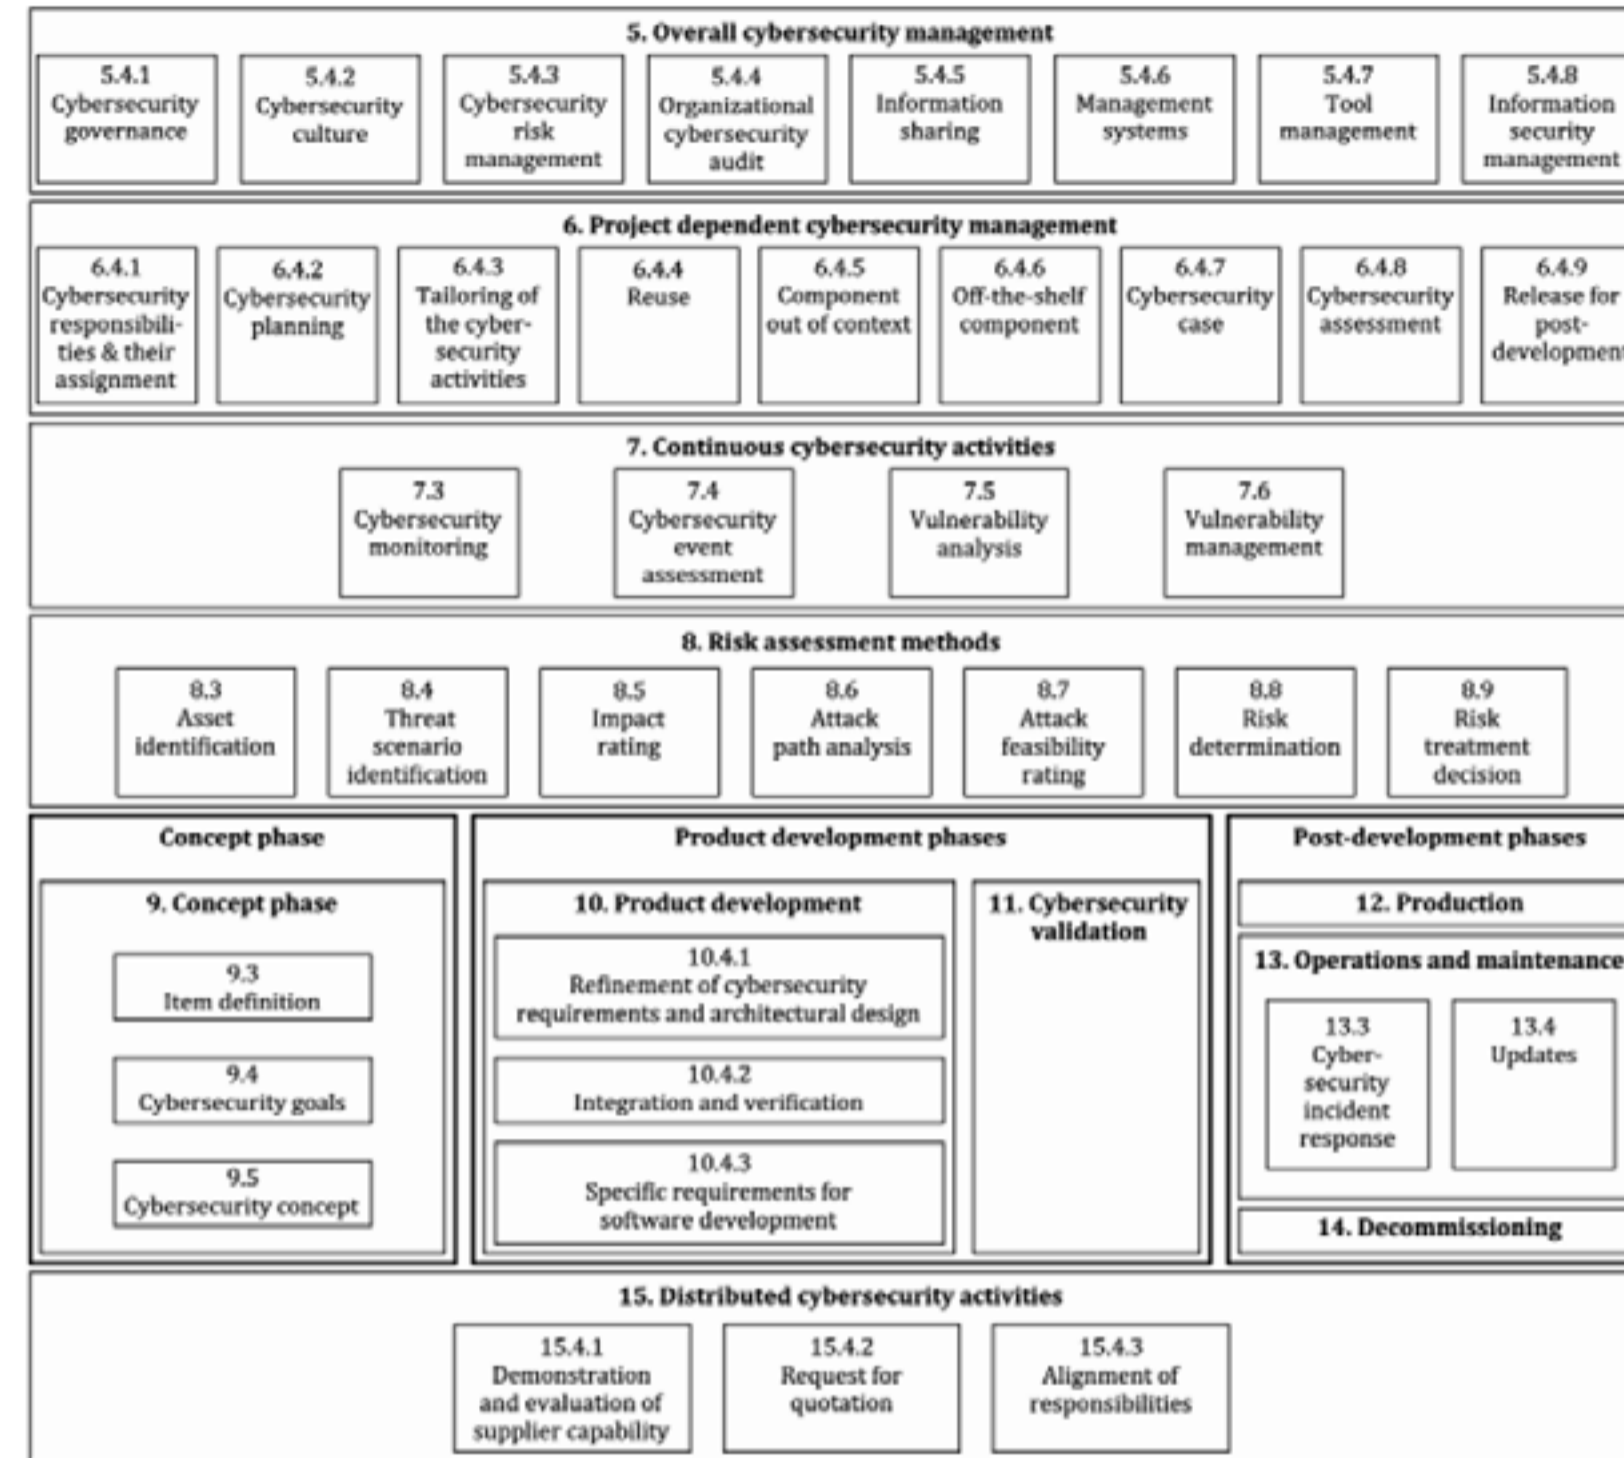 5. Overall cybersecurity management
5.4.1
Cybersecurity
governance
5.4.2
Cybersecurity
culture
5.4.3
Cybersecurity
risk
management
5.4.4
Organizational
cybersecurity
audit
5.4.5
Information
sharing
5.4.6
Management
systems
5.4.7
Tool
management
5.4.8
Information
security
management
6. Project dependent cybersecurity management
6.4.1
Cybersecurity
responsibili-
ties & their
assignment
6.4.2
Cybersecurity
planning
6.4.3
Tailoring of
the cyber-
security
activities
6.4.4
Reuse
6.4.5
Component
out of context
6.4.6
Off-the-shelf
component
6.4.7
Cybersecurity
case
6.4.8
Cybersecurity
assessment
6.4.9
Release for
post-
development
7. Continuous cybersecurity activities
7.3
Cybersecurity
monitoring
7.4
Cybersecurity
event
assessment
7.5
Vulnerability
analysis
7.6
Vulnerability
management
8. Risk assessment methods
8.3
Asset
identification
8.4
Threat
scenario
identification
8.5
Impact
rating
8.6
Attack
path analysis
8.7
Attack
feasibility
rating
8.8
Risk
determination
8.9
Risk
treatment
decision
Concept phase
9. Concept phase
9.3
Item definition
9.4
Cybersecurity goals
9.5
Cybersecurity concept
Product development phases
10. Product development
10.4.1
Refinement of cybersecurity
requirements and architectural design
10.4.2
Integration and verification
10.4.3
Specific requirements for
software development
11. Cybersecurity
validation
Post-development phases
12. Production
13. Operations and maintenance
13.3
Cyber-
security
incident
response
13.4
Updates
14. Decommissioning
15. Distributed cybersecurity activities
15.4.1
Demonstration
and evaluation of
supplier capability
15.4.2
Request for
quotation
15.4.3
Alignment of
responsibilities